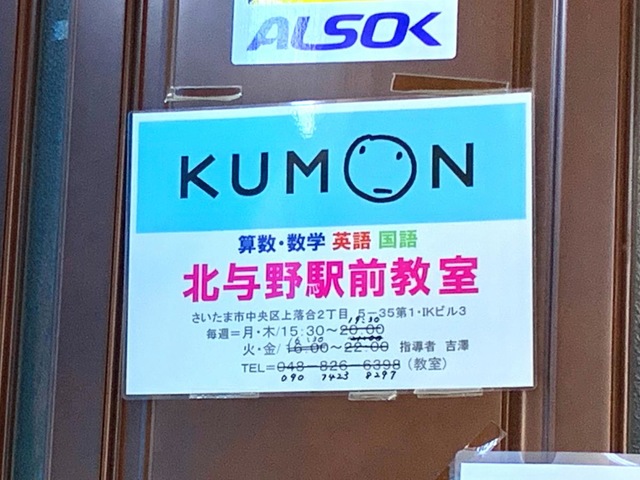 ALSOK
KUMON
算数・数学 英語 国語
北与野駅前教室
さいたま市中央区上落合2丁目 5-35第1・IKビル3
19:30
毎週=月・木/15:30~20:00
火・金/16:00~22:00 指導者 吉澤
TEL=048-826-6398(教室)
090 7423 8297